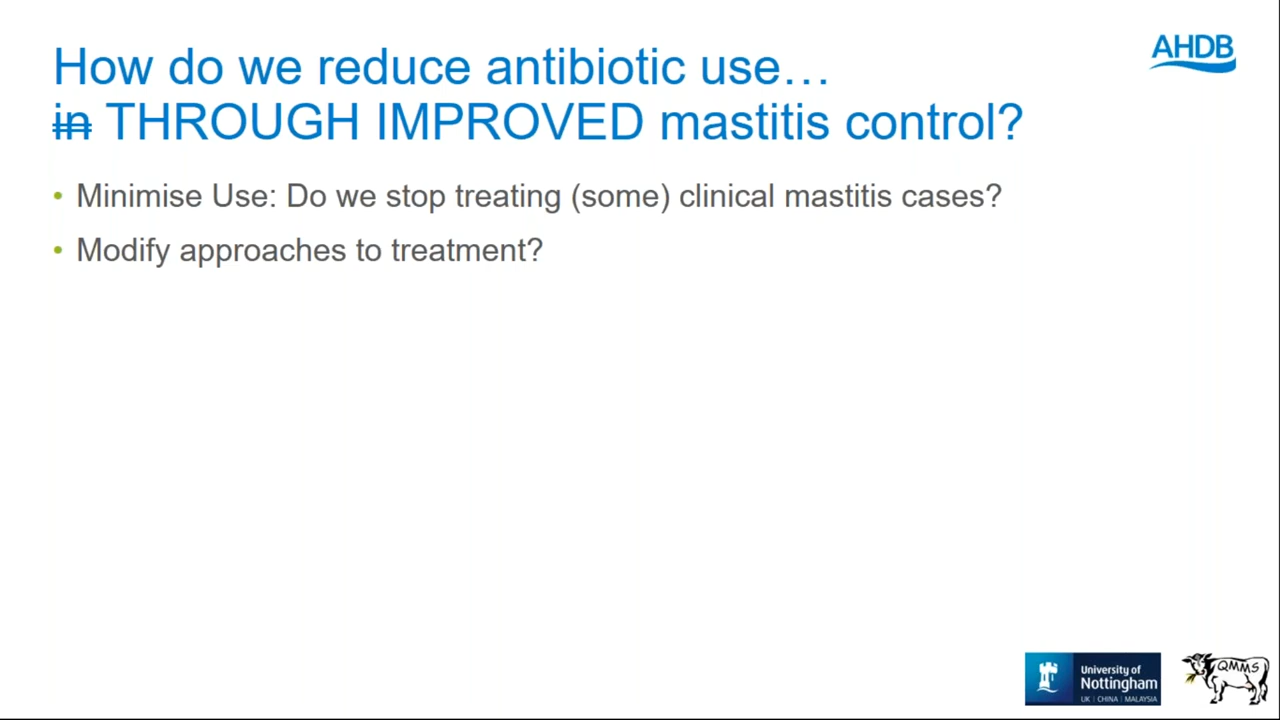 How do we reduce antibiotic use…
in THROUGH IMPROVED mastitis control?
AHDB
• Minimise Use: Do we stop treating (some) clinical mastitis cases?
• Modify approaches to treatment?
University of
Nottingham
UK | CHINA | MALAYSIA
QMMS